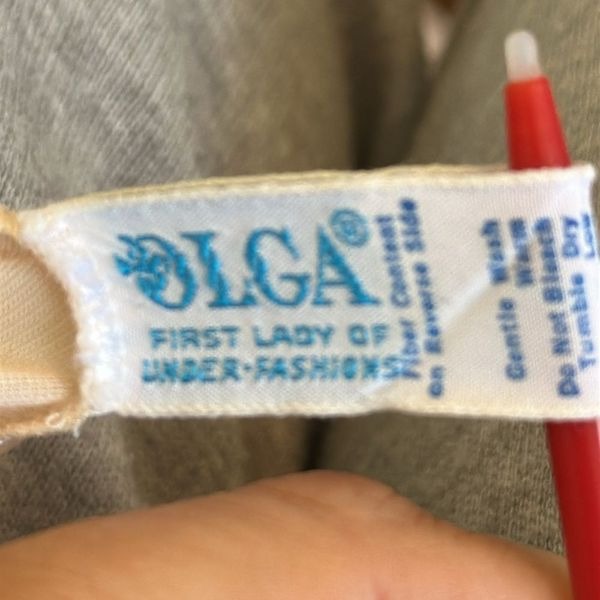 OLGA®
FIRST LADY OF
UNDER-FASHIONS
Fiber Content
on Reverse Side
Gentle Wash
Warm
Do Not Bleach
Tumble Dry
Low